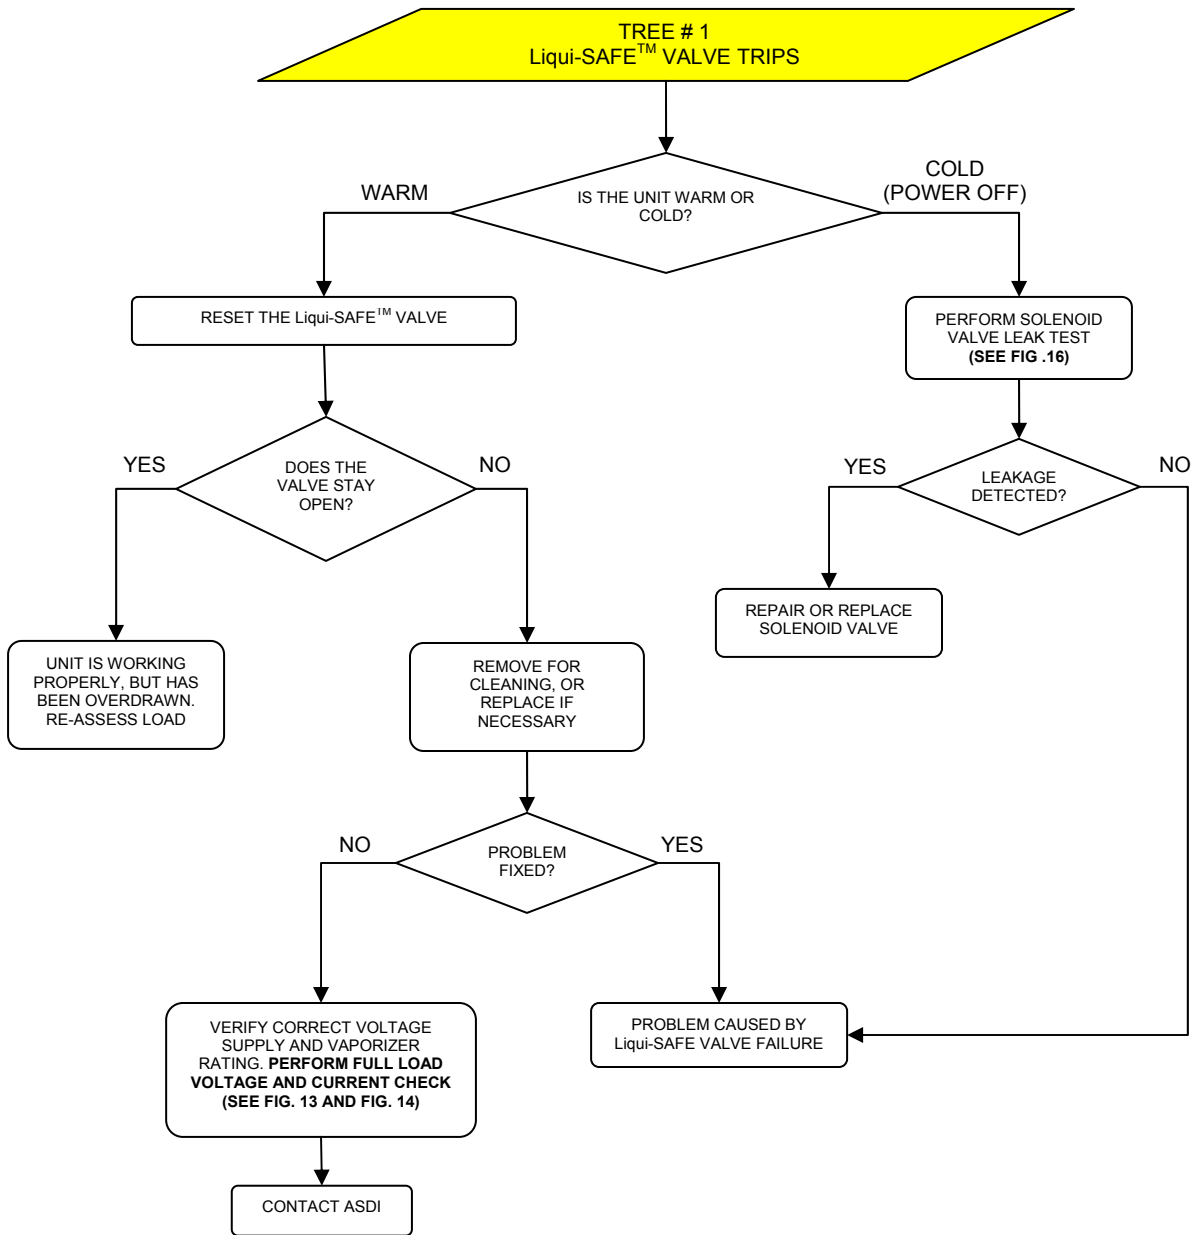 TREE # 1
Liqui-SAFE™ VALVE TRIPS
WARM
IS THE UNIT WARM OR
COLD?
COLD
(POWER OFF)
RESET THE Liqui-SAFE™ VALVE
PERFORM SOLENOID
VALVE LEAK TEST
(SEE FIG .16)
YES
DOES THE
VALVE STAY
OPEN?
NO
YES
LEAKAGE
DETECTED?
NO
REPAIR OR REPLACE
SOLENOID VALVE
UNIT IS WORKING
PROPERLY, BUT HAS
BEEN OVERDRAWN.
RE-ASSESS LOAD
REMOVE FOR
CLEANING, OR
REPLACE IF
NECESSARY
NO
PROBLEM
FIXED?
YES
VERIFY CORRECT VOLTAGE
SUPPLY AND VAPORIZER
RATING. PERFORM FULL LOAD
VOLTAGE AND CURRENT CHECK
(SEE FIG. 13 AND FIG. 14)
PROBLEM CAUSED BY
Liqui-SAFE VALVE FAILURE
CONTACT ASDI